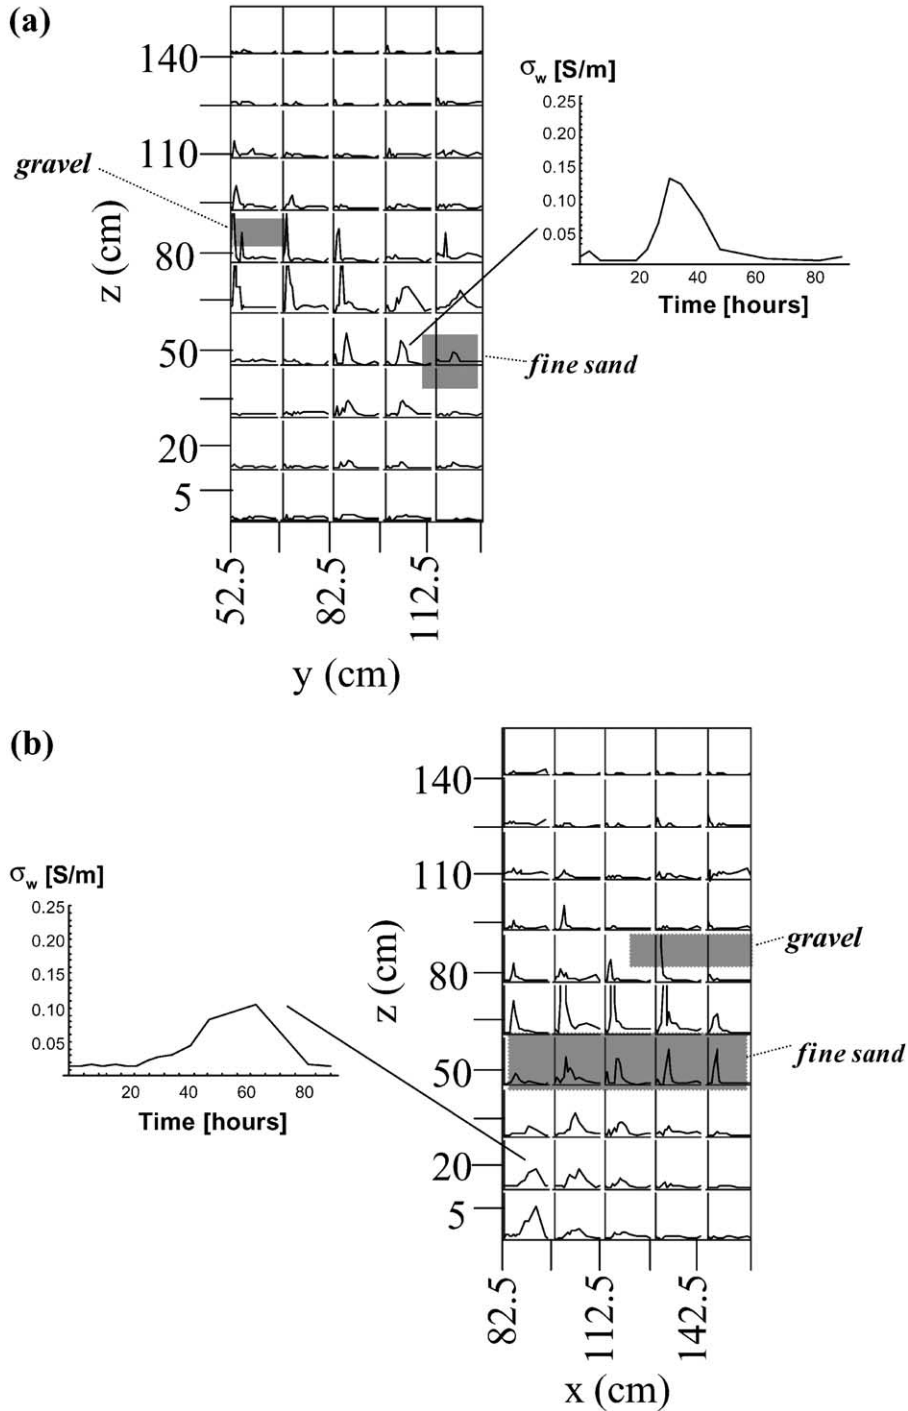 (a)
140
110
gravel
80
z (cm)
50
20
5
52.5
82.5
112.5
y (cm)
σw [S/m]
0.25
0.20
0.15
0.10
0.05
20 40 60 80
Time [hours]
fine sand
(b)
140
110
80
z (cm)
50
20
5
82.5
112.5
142.5
x (cm)
gravel
fine sand
σw [S/m]
0.25
0.20
0.15
0.10
0.05
20 40 60 80
Time [hours]